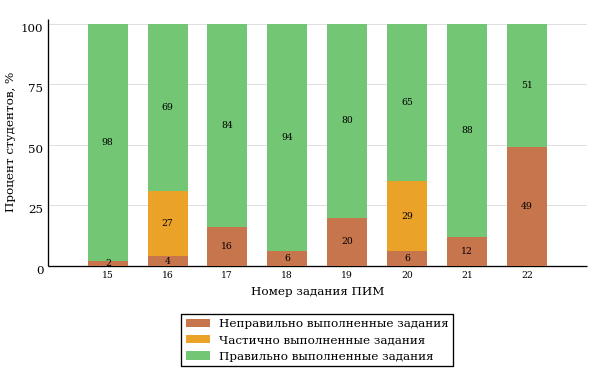 Процент студентов, %
100
75
50
25
0
98 69 84 94 80 65 88 51
27 29
2 4 16 6 20 6 12 49
15 16 17 18 19 20 21 22
Номер задания ПИМ
Неправильно выполненные задания
Частично выполненные задания
Правильно выполненные задания